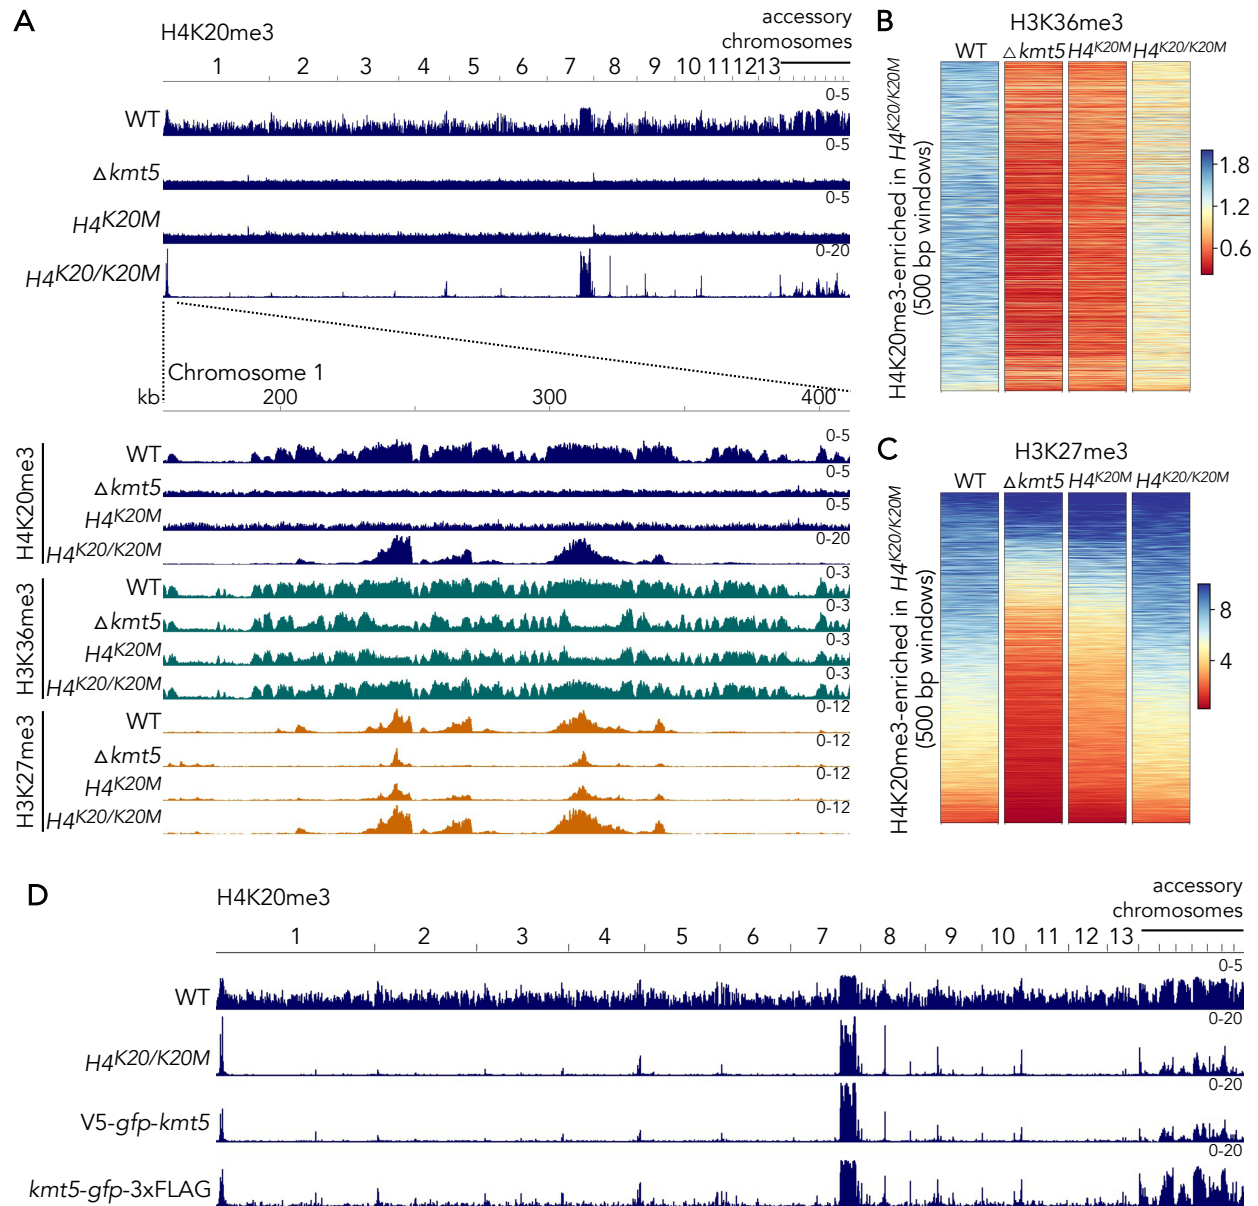 A
H4K20me3
accessory
chromosomes
1 2 3 4 5 6 7 8 9 10 11 12 13
0-5
WT
0-5
△kmt5
0-5
H4K20M
0-20
H4K20/K20M
Chromosome 1
kb 200 300 400
H4K20me3
0-5
WT
0-5
△kmt5
0-5
H4K20M
0-20
H4K20/K20M
H3K36me3
0-3
WT
0-3
△kmt5
0-3
H4K20M
0-3
H4K20/K20M
H3K27me3
0-12
WT
0-12
△kmt5
0-12
H4K20M
0-12
H4K20/K20M
B
H3K36me3
WT △kmt5 H4K20M H4K20/K20M
H4K20me3-enriched in H4K20/K20M
(500 bp windows)
1.8
1.2
0.6
C
H3K27me3
WT △kmt5 H4K20M H4K20/K20M
H4K20me3-enriched in H4K20/K20M
(500 bp windows)
8
4
D
H4K20me3
accessory
chromosomes
1 2 3 4 5 6 7 8 9 10 11 12 13
0-5
WT
0-20
H4K20/K20M
0-20
V5-gfp-kmt5
0-20
kmt5-gfp-3xFLAG